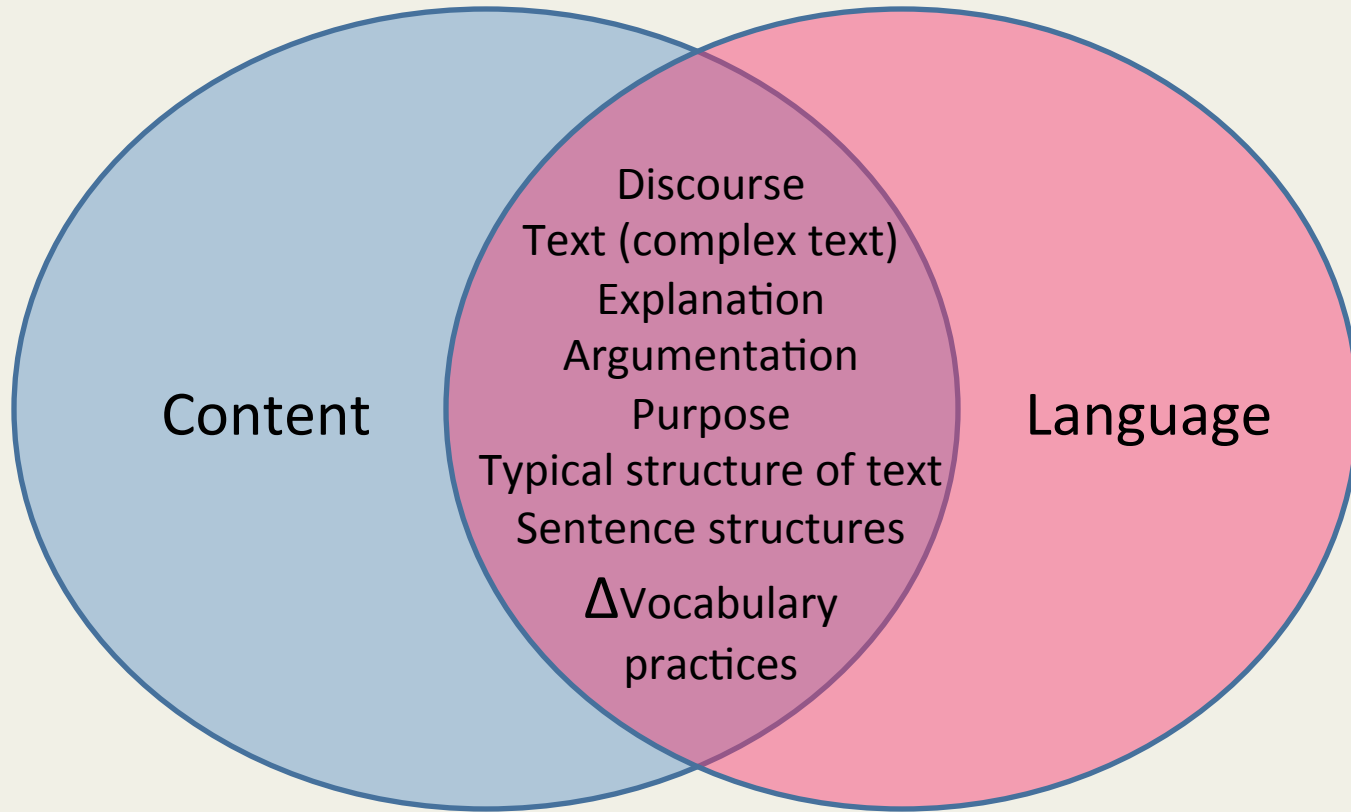 Discourse
Text (complex text)
Explanation
Argumentation
Content
Purpose
Language
Typical structure of text
Sentence structures
ΔVocabulary
practices